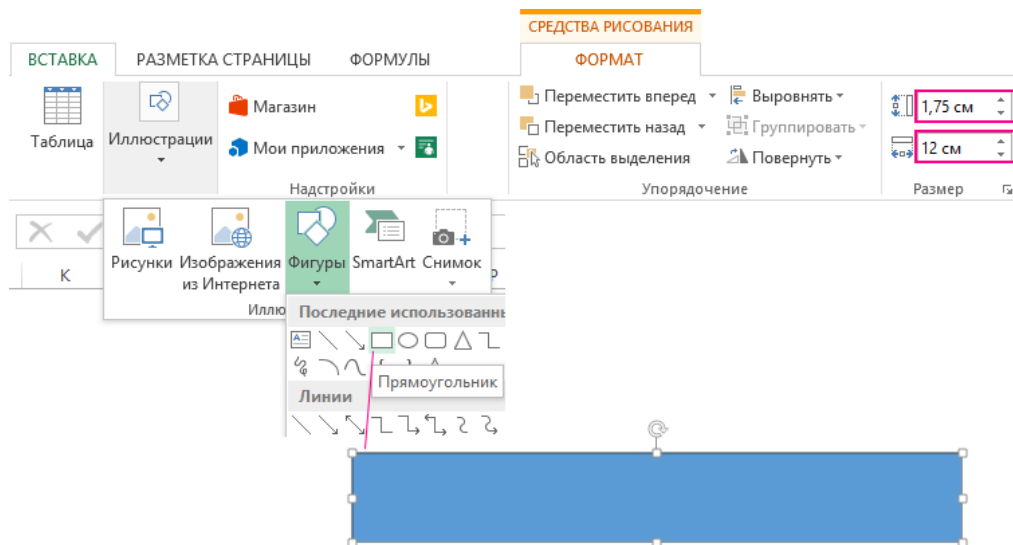 СРЕДСТВА РИСОВАНИЯ
ВСТАВКА РАЗМЕТКА СТРАНИЦЫ ФОРМУЛЫ ФОРМАТ
Таблица
Иллюстрации
Магазин
Мои приложения
Надстройки
Переместить вперед
Переместить назад
Область выделения
Выровнять
Группировать
Повернуть
Упорядочение
1,75 см
12 см
Размер
K
Рисунки
Изображения
из Интернета
Фигуры
SmartArt
Снимок
P
Иллю
Последние использованны
Прямоугольник
Линии